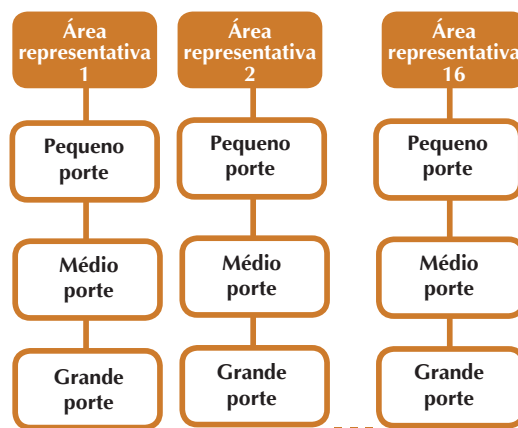 Área
representativa
1
Pequeno
porte
Médio
porte
Grande
porte
Área
representativa
2
Pequeno
porte
Médio
porte
Grande
porte
Área
representativa
16
Pequeno
porte
Médio
porte
Grande
porte